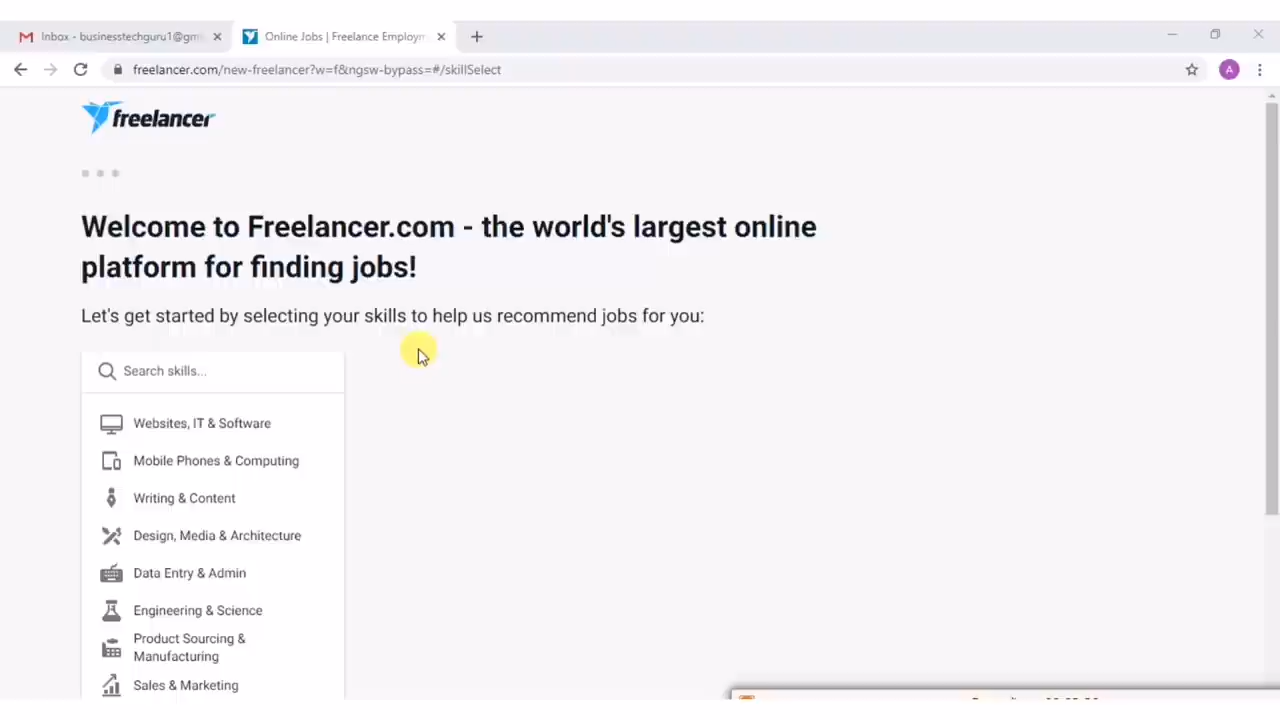 Inbox - businesstechguru1@gm
Online Jobs | Freelance Employm
freelancer.com/new-freelancer?w=f&ngsw-bypass=#/skillSelect
A
freelancer
Welcome to Freelancer.com - the world's largest online
platform for finding jobs!
Let's get started by selecting your skills to help us recommend jobs for you:
Search skills...
Websites, IT & Software
Mobile Phones & Computing
Writing & Content
Design, Media & Architecture
Data Entry & Admin
Engineering & Science
Product Sourcing &
Manufacturing
Sales & Marketing